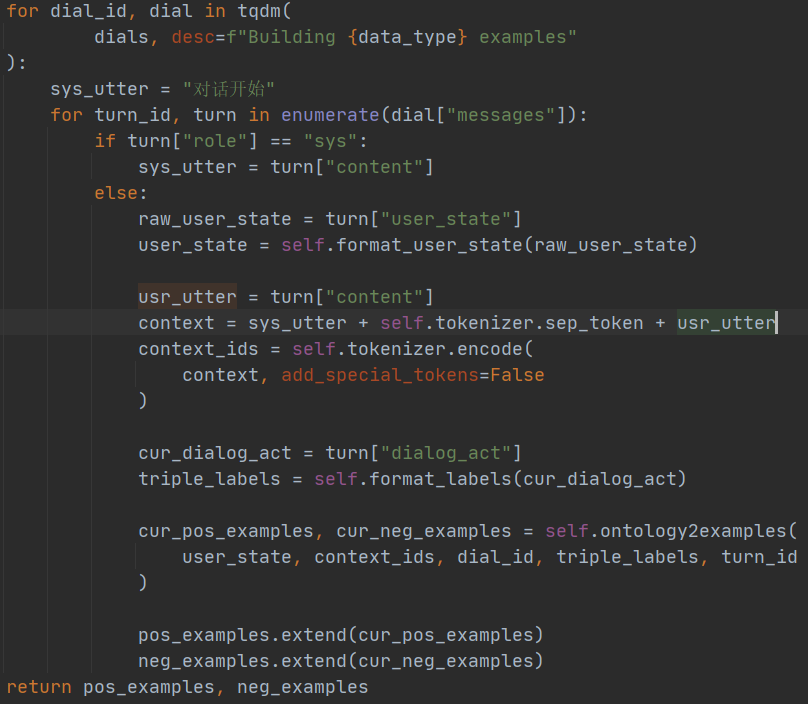 for dial_id, dial in tqdm(
dials, desc=f"Building {data_type} examples"
):
sys_utter = "对话开始"
for turn_id, turn in enumerate(dial["messages"]):
if turn["role"] == "sys":
sys_utter = turn["content"]
else:
raw_user_state = turn["user_state"]
user_state = self.format_user_state(raw_user_state)
usr_utter = turn["content"]
context = sys_utter + self.tokenizer.sep_token + usr_utter
context_ids = self.tokenizer.encode(
context, add_special_tokens=False
)
cur_dialog_act = turn["dialog_act"]
triple_labels = self.format_labels(cur_dialog_act)
cur_pos_examples, cur_neg_examples = self.ontology2examples(
user_state, context_ids, dial_id, triple_labels, turn_id
)
pos_examples.extend(cur_pos_examples)
neg_examples.extend(cur_neg_examples)
return pos_examples, neg_examples